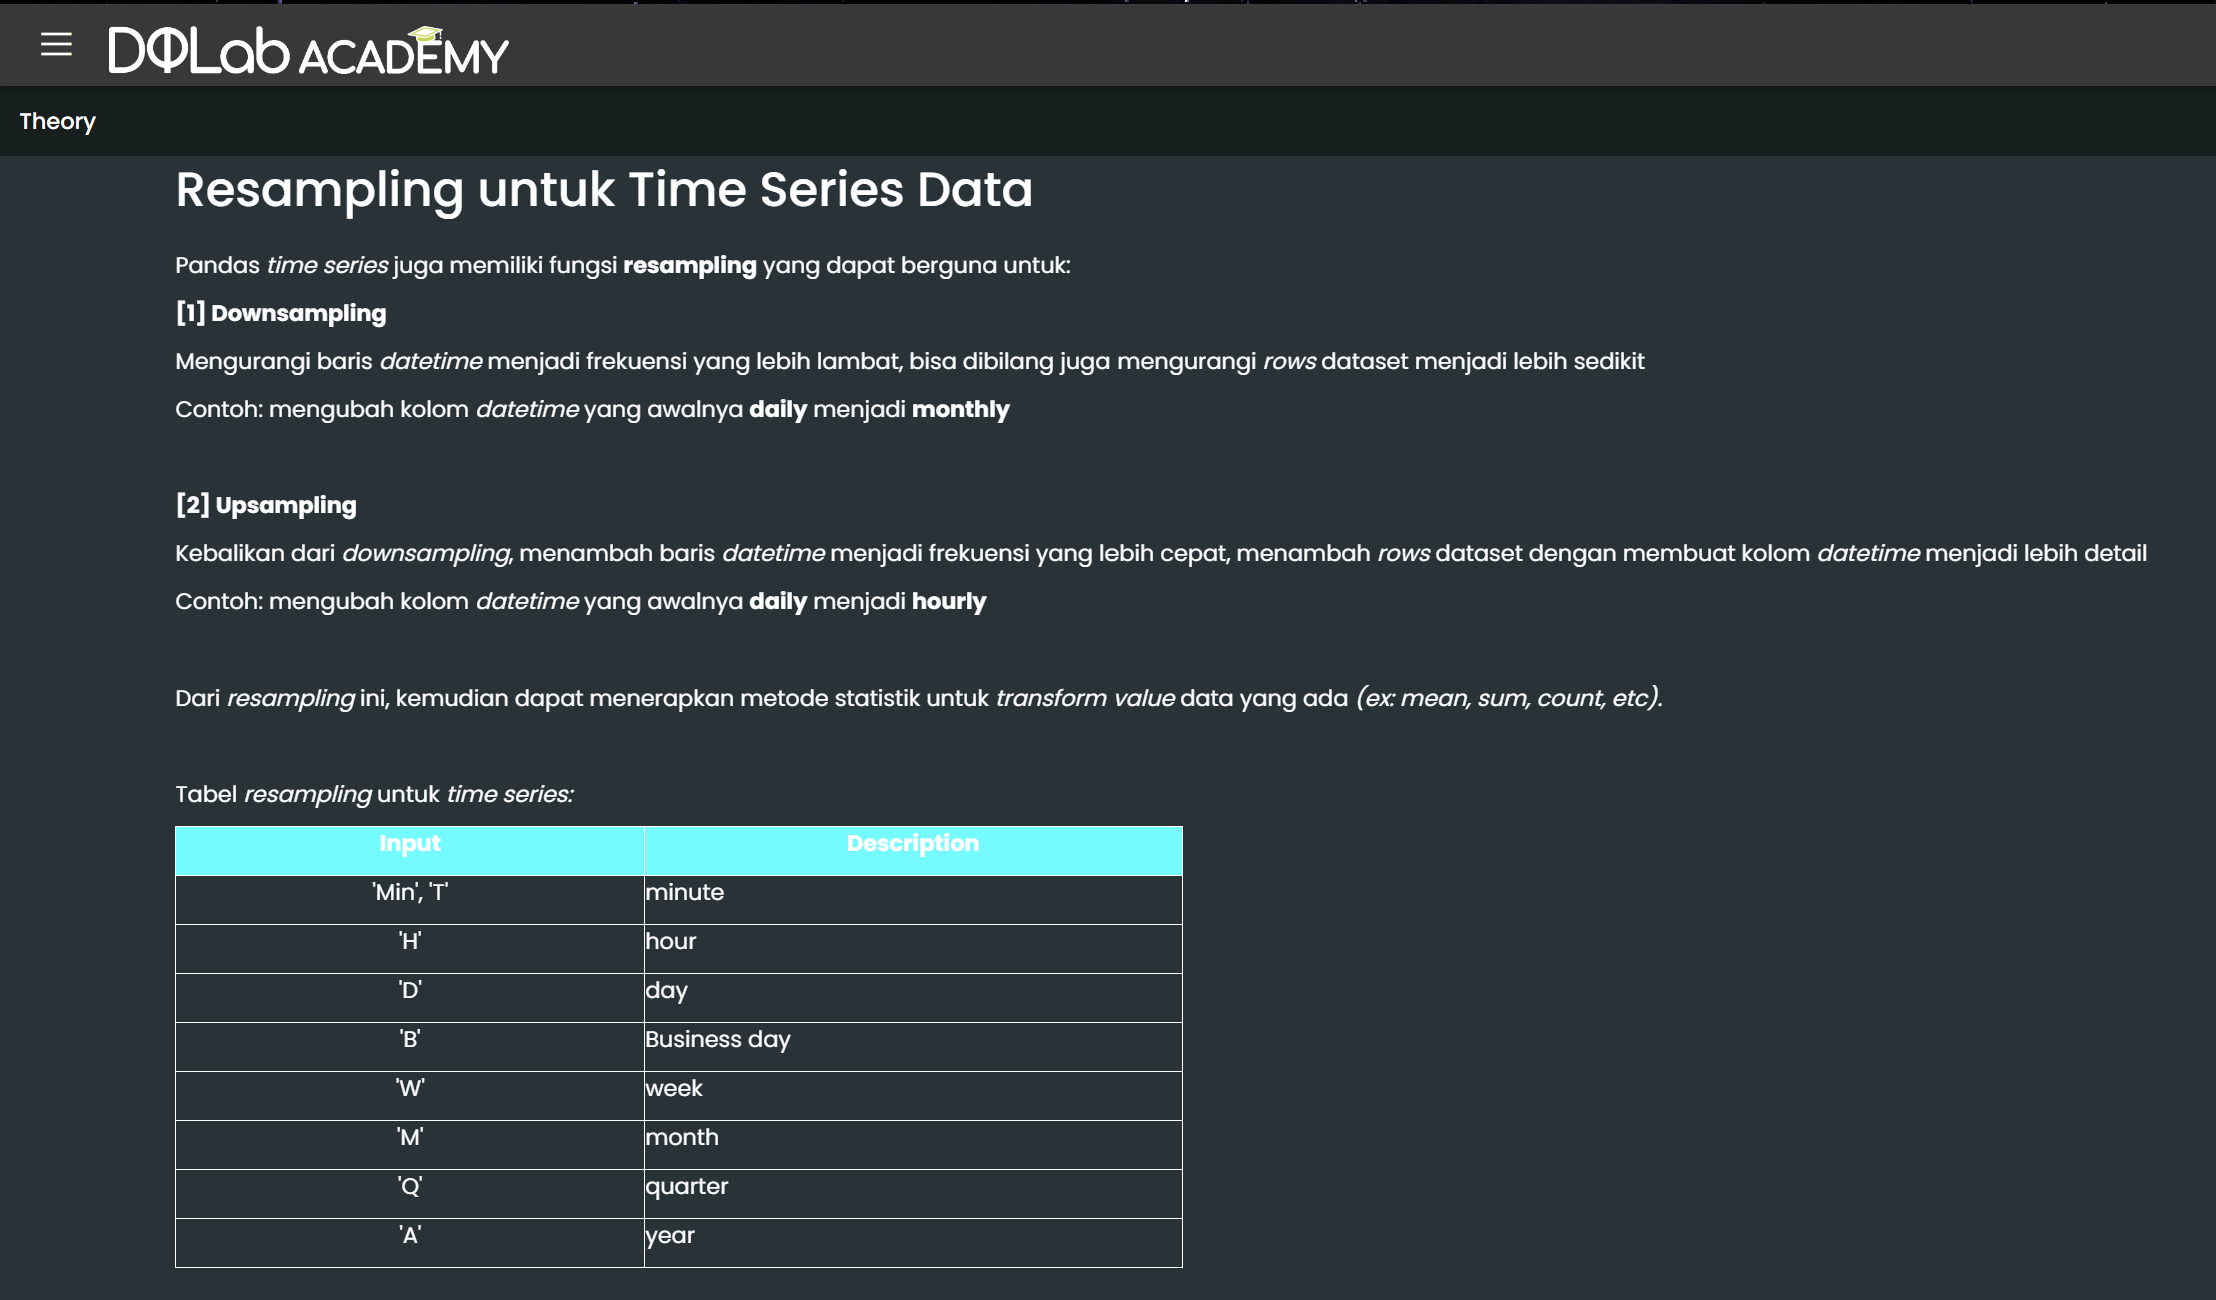 DQLab ACADEMY
Theory
Resampling untuk Time Series Data
Pandas time series juga memiliki fungsi resampling yang dapat berguna untuk:
[1] Downsampling
Mengurangi baris datetime menjadi frekuensi yang lebih lambat, bisa dibilang juga mengurangi rows dataset menjadi lebih sedikit
Contoh: mengubah kolom datetime yang awalnya daily menjadi monthly
[2] Upsampling
Kebalikan dari downsampling, menambah baris datetime menjadi frekuensi yang lebih cepat, menambah rows dataset dengan membuat kolom datetime menjadi lebih detail
Contoh: mengubah kolom datetime yang awalnya daily menjadi hourly
Dari resampling ini, kemudian dapat menerapkan metode statistik untuk transform value data yang ada (ex: mean, sum, count, etc).
Tabel resampling untuk time series:
Input Description
'Min', 'T' minute
'H' hour
'D' day
'B' Business day
'W' week
'M' month
'Q' quarter
'A' year